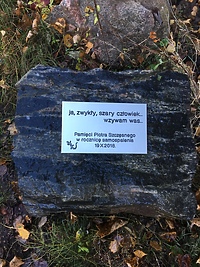 ja, zwykły, szary człowiek..
wzywam was..
Pamięci Piotra Szczęsnego
w rocznicę samospalenia
19.X.2018.